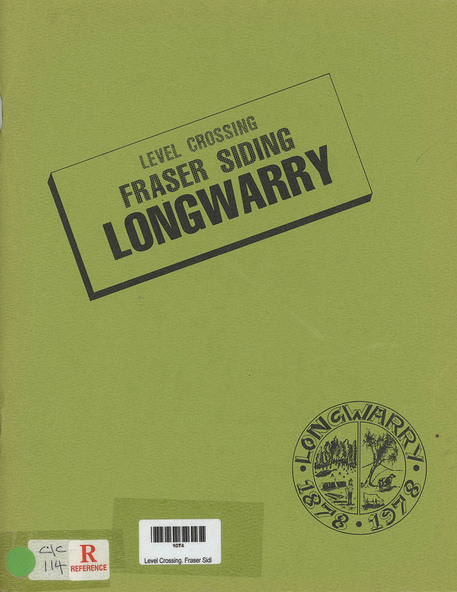 LEVEL CROSSING
FRASER SIDING
LONGWARRY
LONGWARRY
1878 · 1978
C/C
114
R
REFERENCE
1074
Level Crossing. Fraser Sidi